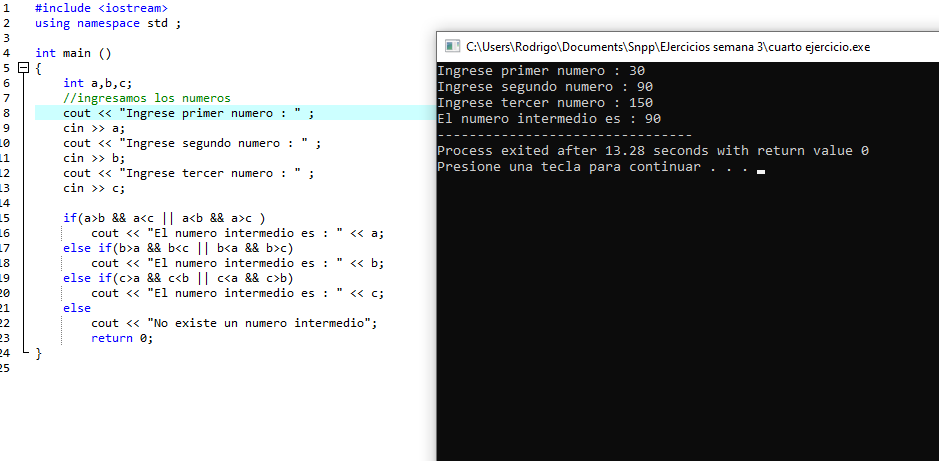 1 #include <iostream>
2 using namespace std ;
3
4 int main ()
5 {
6 int a,b,c;
7 //ingresamos los numeros
8 cout << "Ingrese primer numero : " ;
9 cin >> a;
10 cout << "Ingrese segundo numero : " ;
11 cin >> b;
12 cout << "Ingrese tercer numero : " ;
13 cin >> c;
14
15 if(a>b && a<c || a<b && a>c )
16 cout << "El numero intermedio es : " << a;
17 else if(b>a && b<c || b<a && b>c)
18 cout << "El numero intermedio es : " << b;
19 else if(c>a && c<b || c<a && c>b)
20 cout << "El numero intermedio es : " << c;
21 else
22 cout << "No existe un numero intermedio";
23 return 0;
24 }
25
C:\Users\Rodrigo\Documents\Snpp\EJercicios semana 3\cuarto ejercicio.exe
Ingrese primer numero : 30
Ingrese segundo numero : 90
Ingrese tercer numero : 150
El numero intermedio es : 90
--------------------------------
Process exited after 13.28 seconds with return value 0
Presione una tecla para continuar . . .